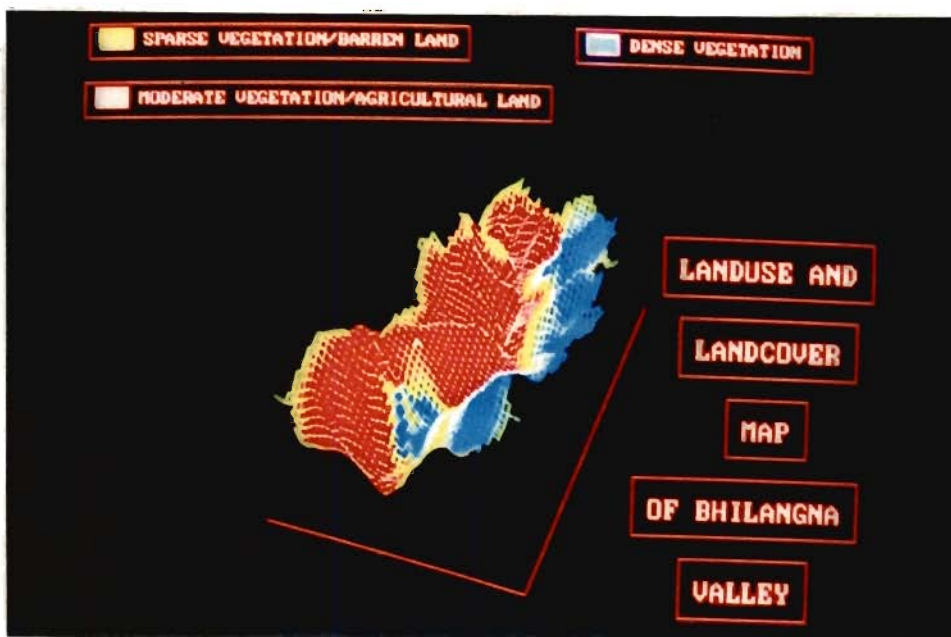 SPARSE VEGETATION/BARREN LAND
DENSE VEGETATION
MODERATE VEGETATION/AGRICULTURAL LAND
LANDUSE AND
LANDCOVER
MAP
OF BHILANGNA
VALLEY